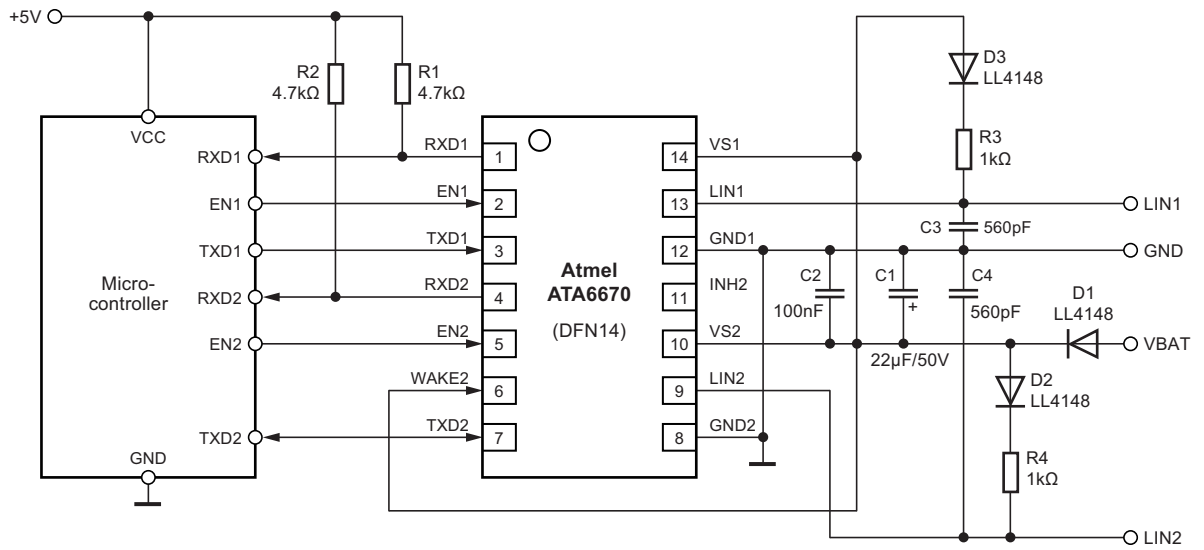 +5V
D3
LL4148
R2
4.7kΩ
R1
4.7kΩ
VCC
RXD1
RXD1
1
14
VS1
R3
1kΩ
EN1
EN1
2
13
LIN1
LIN1
C3
560pF
TXD1
TXD1
3
12
GND1
GND
Micro-
controller
Atmel
ATA6670
(DFN14)
RXD2
RXD2
4
11
INH2
C2
100nF
C1
+
C4
560pF
D1
LL4148
EN2
EN2
5
10
VS2
22µF/50V
VBAT
WAKE2
6
9
LIN2
D2
LL4148
TXD2
TXD2
7
8
GND2
GND
R4
1kΩ
LIN2